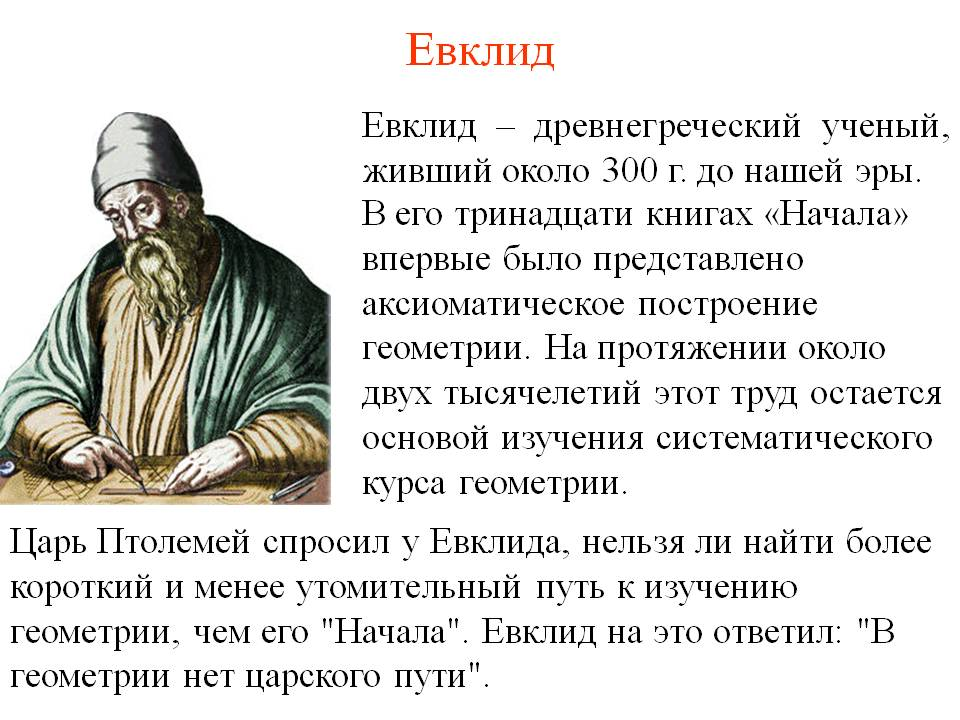 Евклид
Евклид – древнегреческий ученый,
живший около 300 г. до нашей эры.
В его тринадцати книгах «Начала»
впервые было представлено
аксиоматическое построение
геометрии. На протяжении около
двух тысячелетий этот труд остается
основой изучения систематического
курса геометрии.
Царь Птолемей спросил у Евклида, нельзя ли найти более
короткий и менее утомительный путь к изучению
геометрии, чем его "Начала". Евклид на это ответил: "В
геометрии нет царского пути".